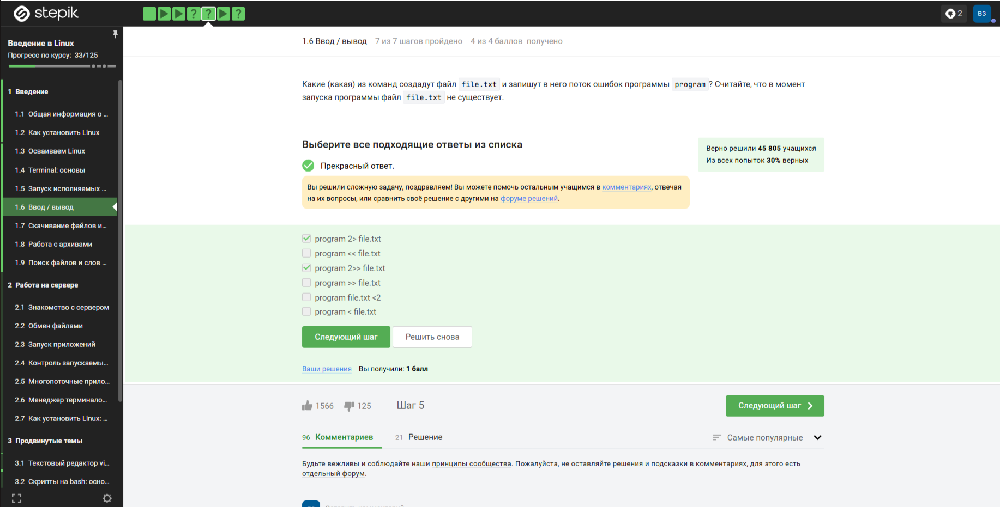 stepik
? ? ?
2
ВЗ
Введение в Linux
Прогресс по курсу: 33/125
1 Введение
1.1 Общая информация о ...
1.2 Как установить Linux
1.3 Осваиваем Linux
1.4 Terminal: основы
1.5 Запуск исполняемых ...
1.6 Ввод / вывод
1.7 Скачивание файлов и...
1.8 Работа с архивами
1.9 Поиск файлов и слов ...
2 Работа на сервере
2.1 Знакомство с сервером
2.2 Обмен файлами
2.3 Запуск приложений
2.4 Контроль запускаемы...
2.5 Многопоточные прило...
2.6 Менеджер терминало...
2.7 Как установить Linux: ...
3 Продвинутые темы
3.1 Текстовый редактор vi...
3.2 Скрипты на bash: осно...
1.6 Ввод / вывод 7 из 7 шагов пройдено 4 из 4 баллов получено
Какие (какая) из команд создадут файл file.txt и запишут в него поток ошибок программы program? Считайте, что в момент
запуска программы файл file.txt не существует.
Выберите все подходящие ответы из списка
Верно решили 45 805 учащихся
Из всех попыток 30% верных
Прекрасный ответ.
Вы решили сложную задачу, поздравляем! Вы можете помочь остальным учащимся в комментариях, отвечая
на их вопросы, или сравнить своё решение с другими на форуме решений.
program 2> file.txt
program << file.txt
program 2>> file.txt
program >> file.txt
program file.txt <2
program < file.txt
Следующий шаг Решить снова
Ваши решения Вы получили: 1 балл
1566 125 Шаг 5 Следующий шаг
96 Комментариев 21 Решение Самые популярные
Будьте вежливы и соблюдайте наши принципы сообщества. Пожалуйста, не оставляйте решения и подсказки в комментариях, для этого есть
отдельный форум.